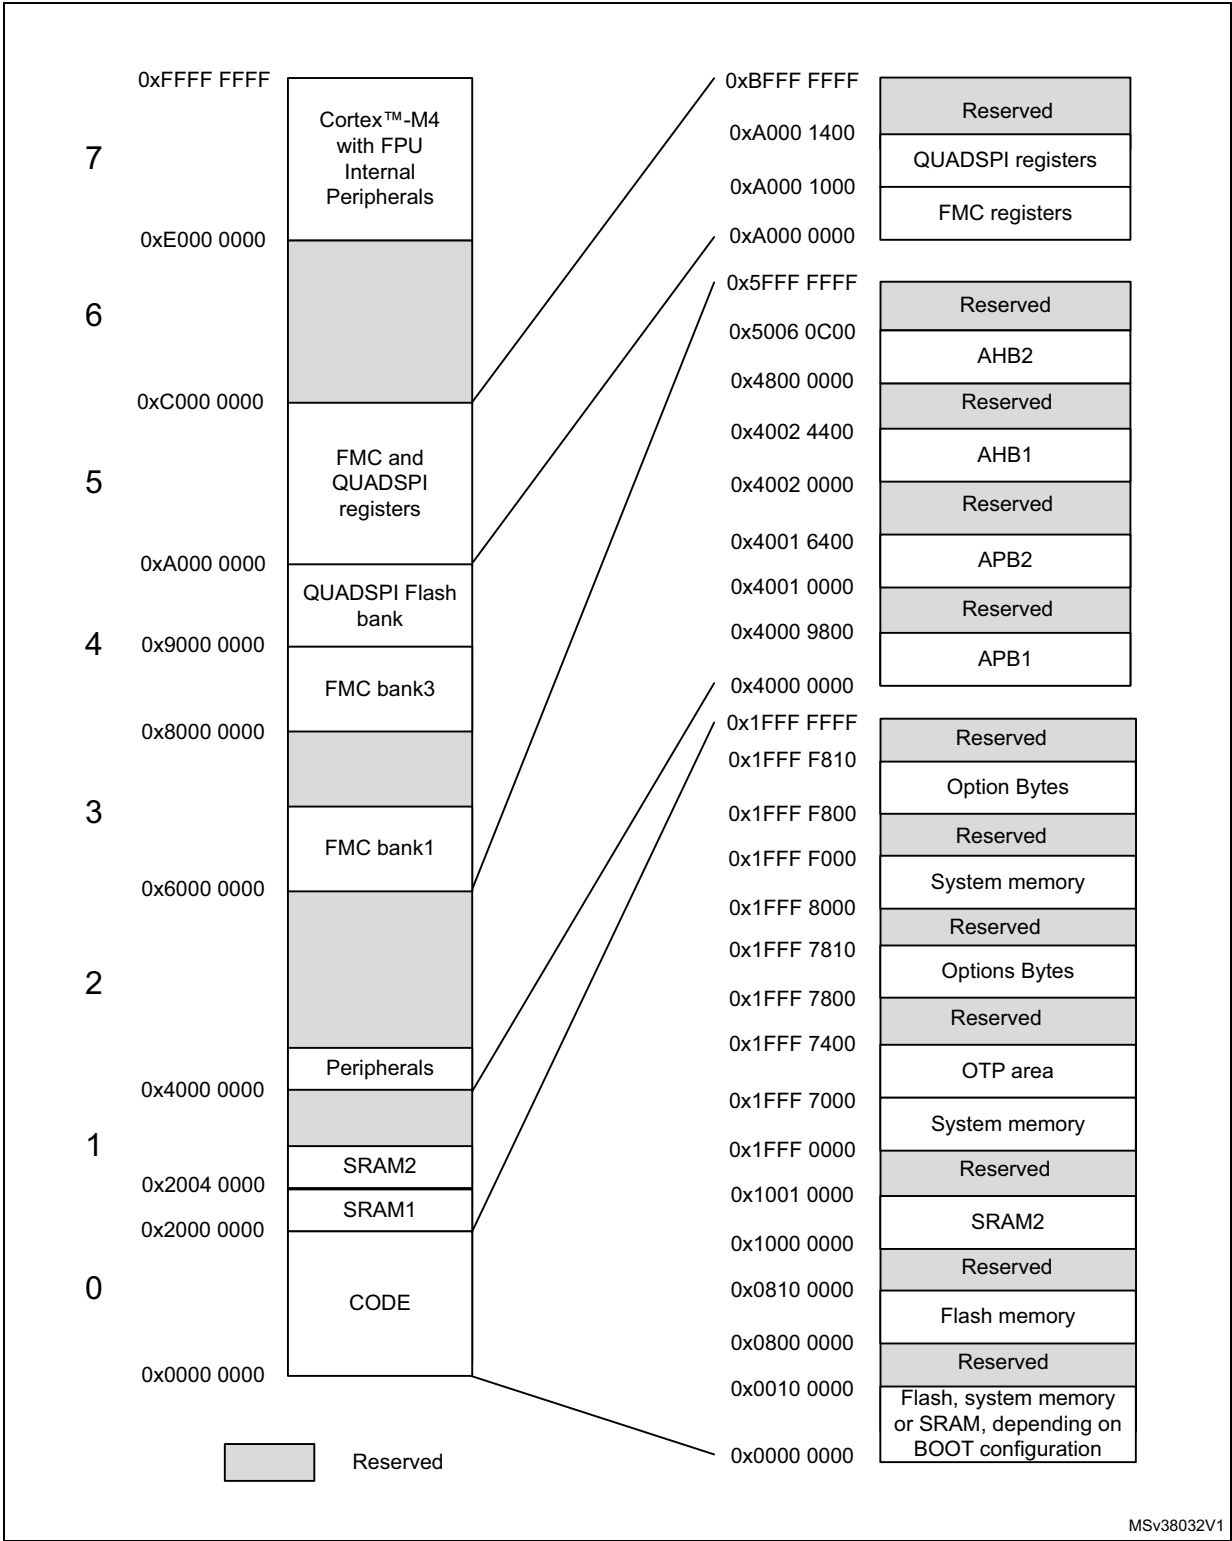 0xFFFF FFFF
7
Cortex™-M4
with FPU
Internal
Peripherals
0xE000 0000
6
0xC000 0000
5
FMC and
QUADSPI
registers
0xA000 0000
QUADSPI Flash
bank
4
0x9000 0000
FMC bank3
0x8000 0000
3
FMC bank1
0x6000 0000
2
Peripherals
0x4000 0000
1
SRAM2
0x2004 0000
SRAM1
0x2000 0000
0
CODE
0x0000 0000
Reserved
0xBFFF FFFF
Reserved
0xA000 1400
QUADSPI registers
0xA000 1000
FMC registers
0xA000 0000
0x5FFF FFFF
Reserved
0x5006 0C00
AHB2
0x4800 0000
Reserved
0x4002 4400
AHB1
0x4002 0000
Reserved
0x4001 6400
APB2
0x4001 0000
Reserved
0x4000 9800
APB1
0x4000 0000
0x1FFF FFFF
Reserved
0x1FFF F810
Option Bytes
0x1FFF F800
Reserved
0x1FFF F000
System memory
0x1FFF 8000
Reserved
0x1FFF 7810
Options Bytes
0x1FFF 7800
Reserved
0x1FFF 7400
OTP area
0x1FFF 7000
System memory
0x1FFF 0000
Reserved
0x1001 0000
SRAM2
0x1000 0000
Reserved
0x0810 0000
Flash memory
0x0800 0000
Reserved
0x0010 0000
Flash, system memory
or SRAM, depending on
BOOT configuration
0x0000 0000
MSv38032V1